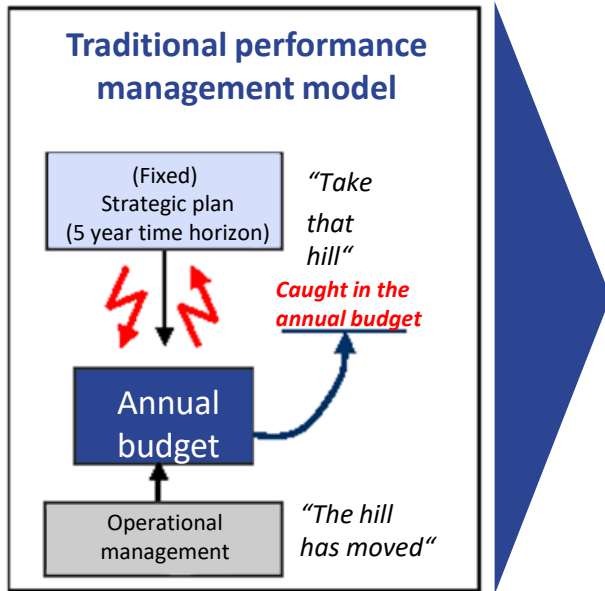 Traditional performance
management model
(Fixed)
Strategic plan
(5 year time horizon)
“Take
that
hill“
Caught in the
annual budget
Annual
budget
Operational
management
“The hill
has moved“